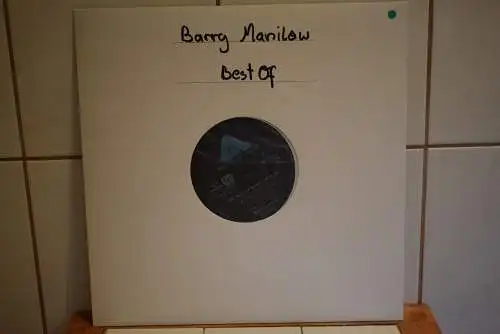 Barry Manilow
Best Of